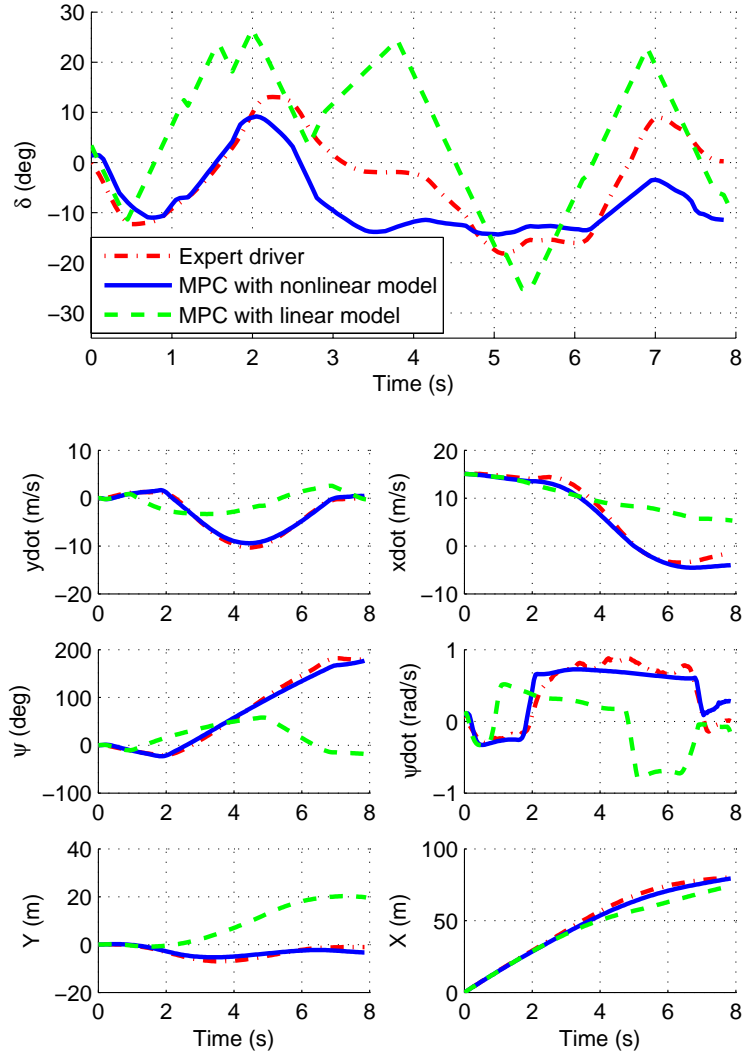 30
20
10
0
−10
−20
−30
δ (deg)
Expert driver
MPC with nonlinear model
MPC with linear model
0 1 2 3 4 5 6 7 8
Time (s)
10
0
−10
−20
ydot (m/s)
0 2 4 6 8
20
10
0
−10
xdot (m/s)
0 2 4 6 8
200
100
0
−100
ψ (deg)
0 2 4 6 8
1
0
−1
ψdot (rad/s)
0 2 4 6 8
40
20
0
−20
Y (m)
0 2 4 6 8
Time (s)
100
50
0
X (m)
0 2 4 6 8
Time (s)